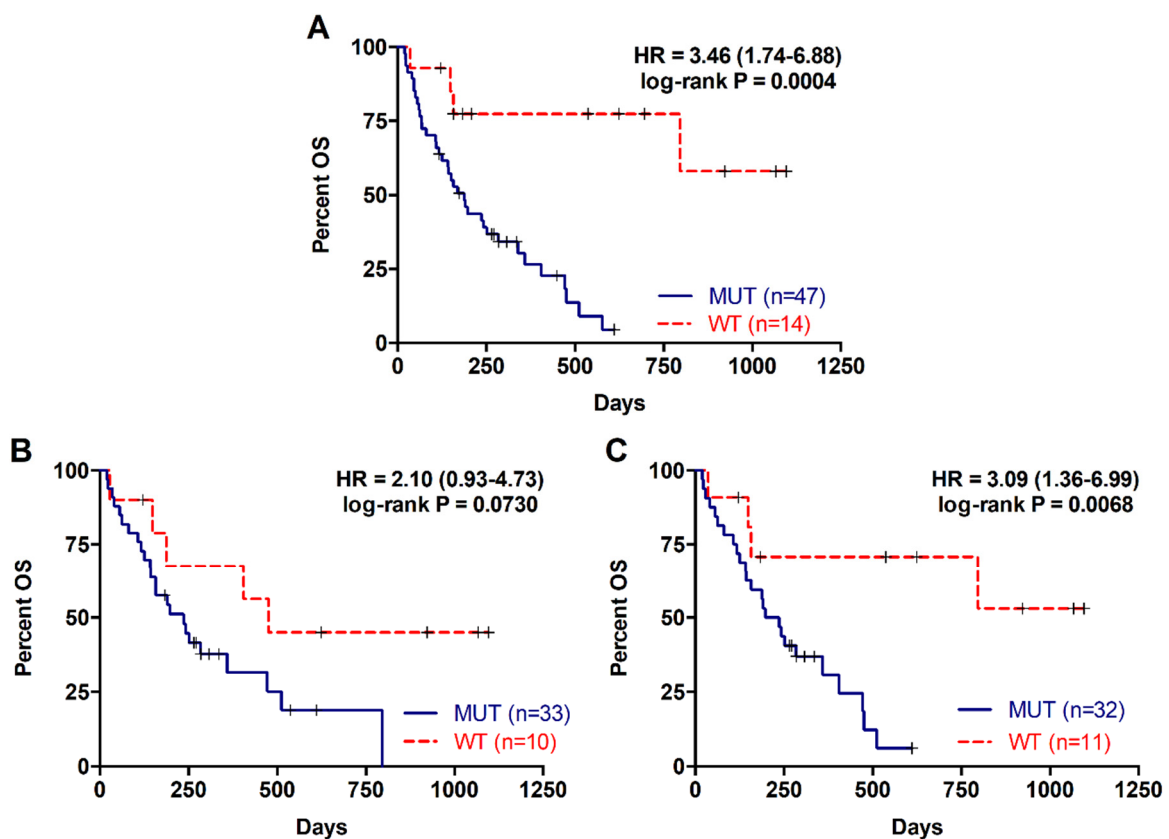 A
HR = 3.46 (1.74-6.88)
log-rank P = 0.0004
100
75
50
25
0
Percent OS
MUT (n=47)
WT (n=14)
0 250 500 750 1000 1250
Days
B
HR = 2.10 (0.93-4.73)
log-rank P = 0.0730
100
75
50
25
0
Percent OS
MUT (n=33)
WT (n=10)
0 250 500 750 1000 1250
Days
C
HR = 3.09 (1.36-6.99)
log-rank P = 0.0068
100
75
50
25
0
Percent OS
MUT (n=32)
WT (n=11)
0 250 500 750 1000 1250
Days